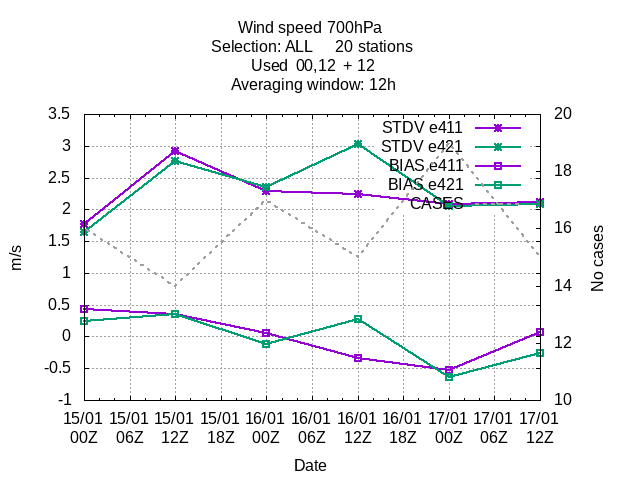 Wind speed 700hPa
Selection: ALL 20 stations
Used 00,12 + 12
Averaging window: 12h
3.5
3
2.5
2
1.5
1
0.5
0
-0.5
-1
m/s
20
18
16
14
12
10
No cases
STDV e411
STDV e421
BIAS e411
BIAS e421
CASES
15/01 15/01 15/01 15/01 16/01 16/01 16/01 16/01 17/01 17/01 17/01
00Z 06Z 12Z 18Z 00Z 06Z 12Z 18Z 00Z 06Z 12Z
Date